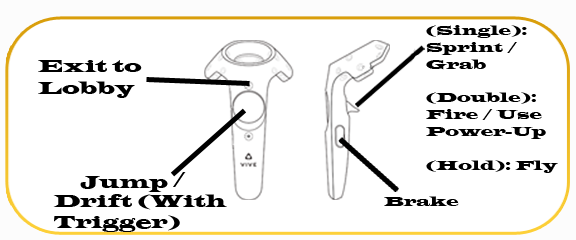 Exit to
Lobby
Jump /
Drift (With
Trigger)
VIVE
(Single):
Sprint /
Grab
(Double):
Fire / Use
Power-Up
(Hold): Fly
Brake